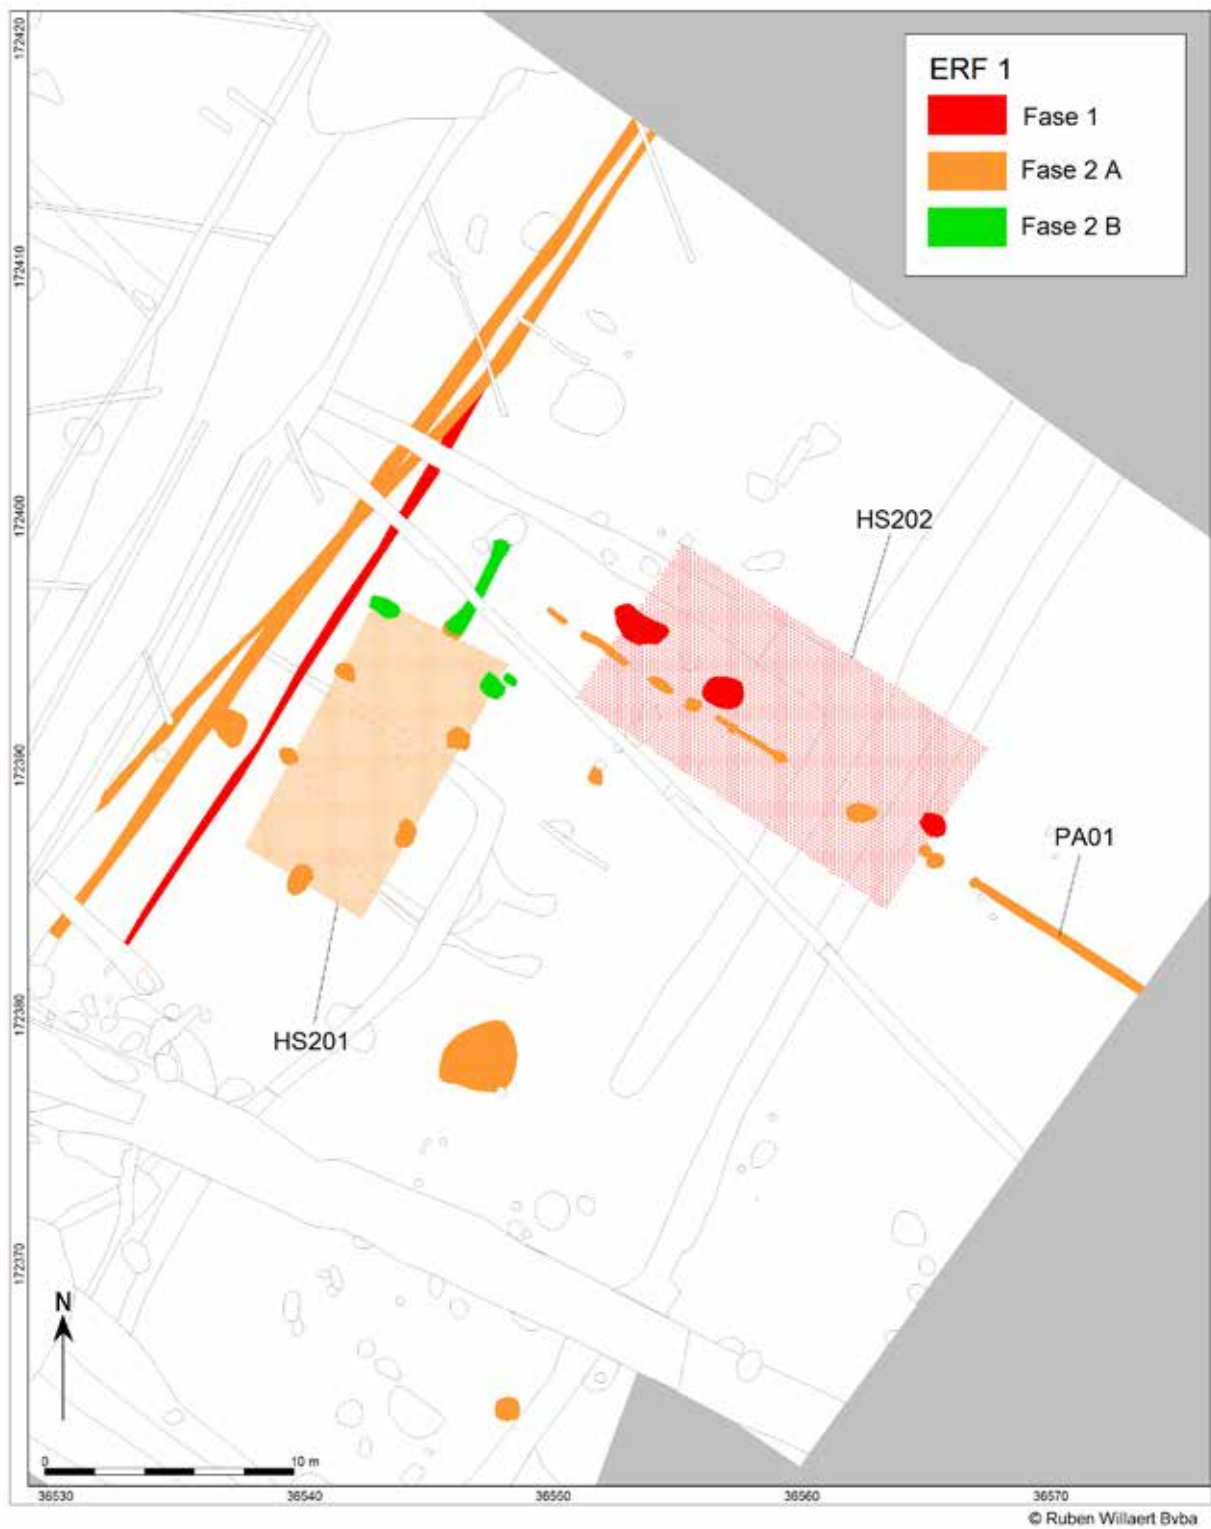 ERF 1
Fase 1
Fase 2 A
Fase 2 B
172420
172410
172400
172390
172380
172370
HS202
PA01
HS201
N
0
10 m
36530
36540
36550
36560
36570
© Ruben Willaert Bvba